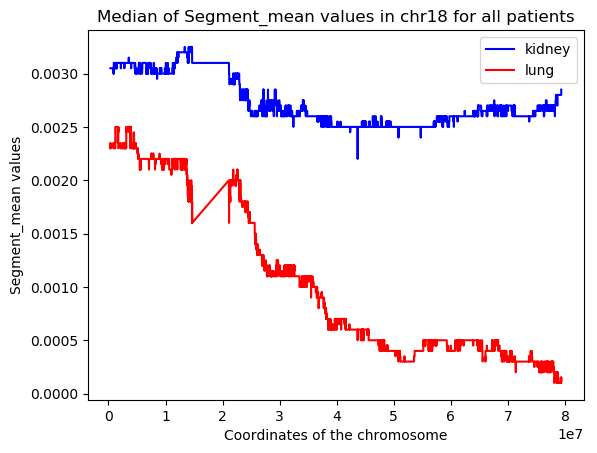 Median of Segment_mean values in chr18 for all patients
kidney
lung
Segment_mean values
0.0030
0.0025
0.0020
0.0015
0.0010
0.0005
0.0000
0 1 2 3 4 5 6 7 8
1e7
Coordinates of the chromosome